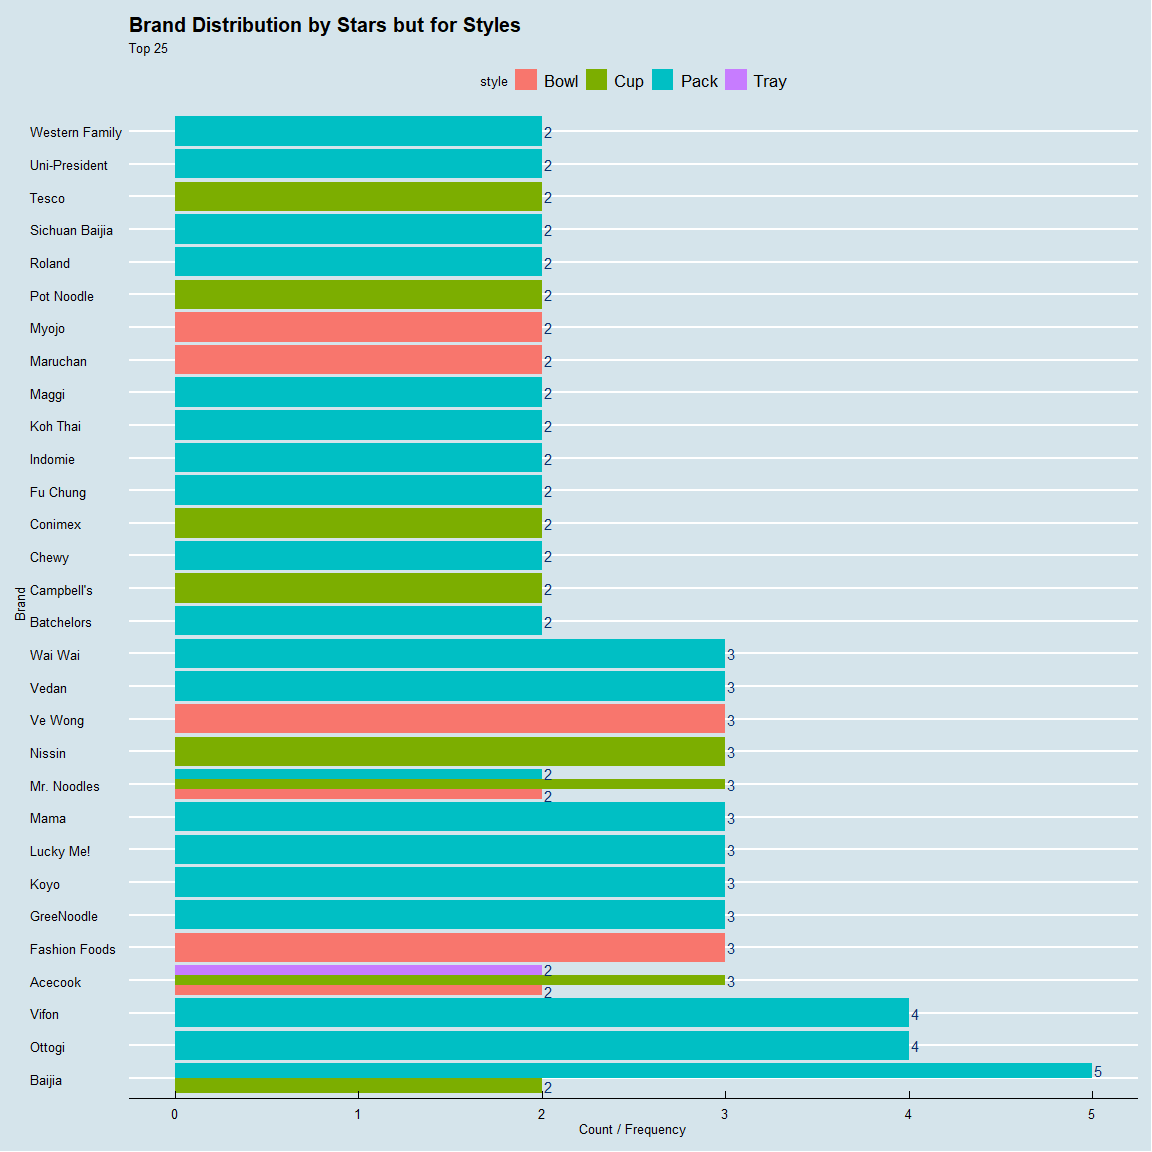 Brand Distribution by Stars but for Styles
Top 25
style Bowl Cup Pack Tray
Western Family 2
Uni-President 2
Tesco 2
Sichuan Baijia 2
Roland 2
Pot Noodle 2
Myojo 2
Maruchan 2
Maggi 2
Koh Thai 2
Indomie 2
Fu Chung 2
Conimex 2
Chewy 2
Campbell's 2
Batchelors 2
Wai Wai 3
Vedan 3
Ve Wong 3
Nissin 3
2
Mr. Noodles 3
2
Mama 3
Lucky Me! 3
Koyo 3
GreeNoodle 3
Fashion Foods 3
2
Acecook 3
2
Vifon 4
Ottogi 4
5
Baijia
2
0 1 2 3 4 5
Count / Frequency
Brand